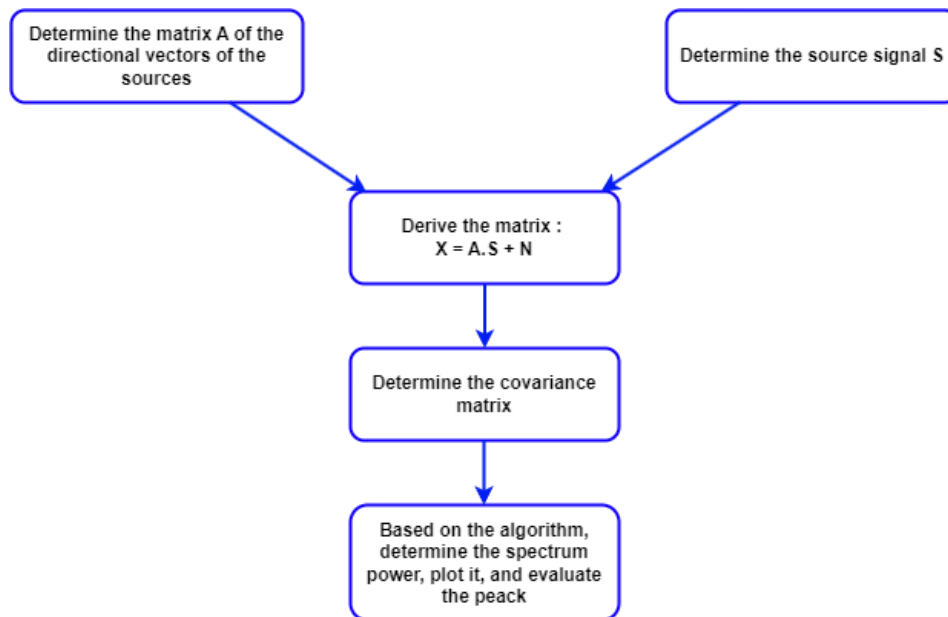 Determine the matrix A of the
directional vectors of the
sources
Determine the source signal S
Derive the matrix :
X = A.S + N
Determine the covariance
matrix
Based on the algorithm,
determine the spectrum
power, plot it, and evaluate
the peack